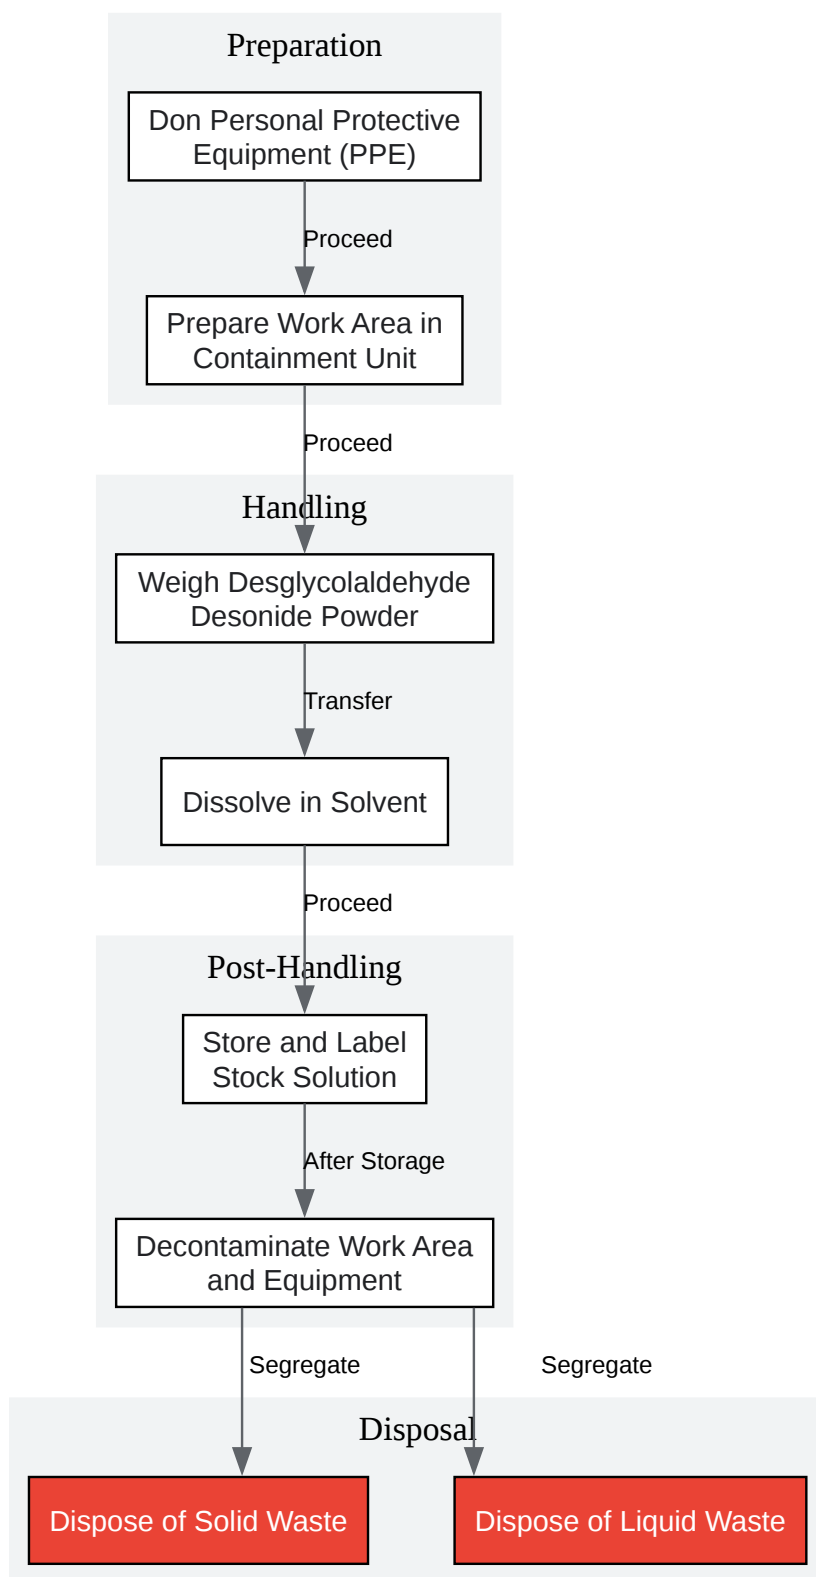 Preparation
Don Personal Protective
Equipment (PPE)
Proceed
Prepare Work Area in
Containment Unit
Proceed
Handling
Weigh Desglycolaldehyde
Desonide Powder
Transfer
Dissolve in Solvent
Proceed
Post-Handling
Store and Label
Stock Solution
After Storage
Decontaminate Work Area
and Equipment
Segregate
Segregate
Disposal
Dispose of Solid Waste
Dispose of Liquid Waste